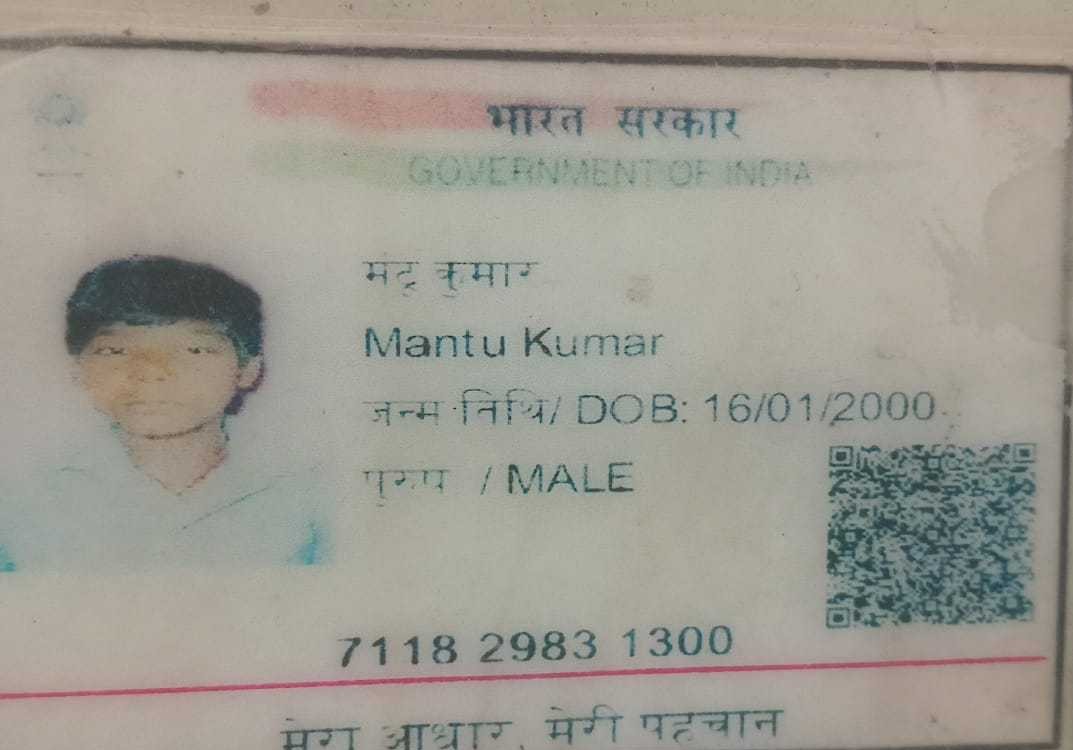 भारत सरकार
GOVERNMENT OF INDIA
मंटू कुमार
Mantu Kumar
जन्म तिथि/ DOB: 16/01/2000
पुरुष / MALE
7118 2983 1300
मेरा आधार, मेरी पहचान